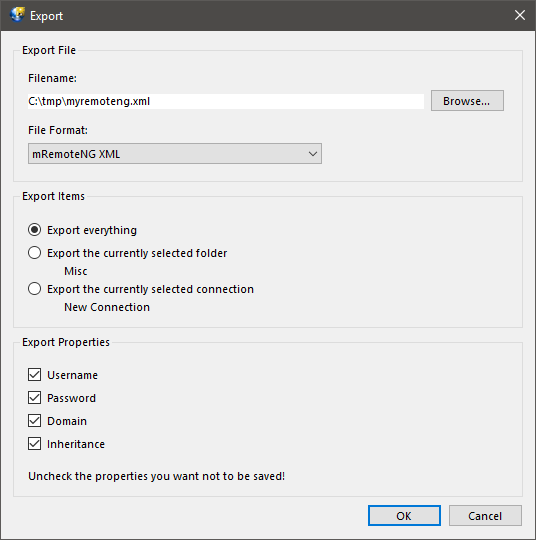 Export
Export File
Filename:
C:\tmp\myremoteng.xml
Browse...
File Format:
mRemoteNG XML
Export Items
Export everything
Export the currently selected folder
Misc
Export the currently selected connection
New Connection
Export Properties
Username
Password
Domain
Inheritance
Uncheck the properties you want not to be saved!
OK Cancel